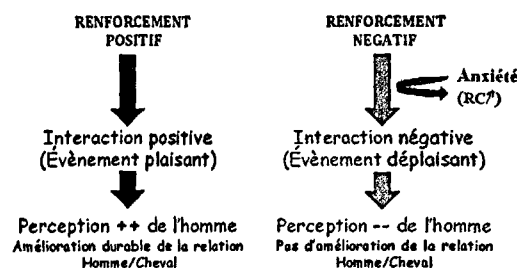 RENFORCEMENT
POSITIF
Interaction positive
(Évènement plaisant)
Perception ++ de l'homme
Amélioration durable de la relation
Homme/Cheval
RENFORCEMENT
NEGATIF
Anxiété
(RC↗)
Interaction négative
(Évènement déplaisant)
Perception -- de l'homme
Pas d'amélioration de la relation
Homme/Cheval